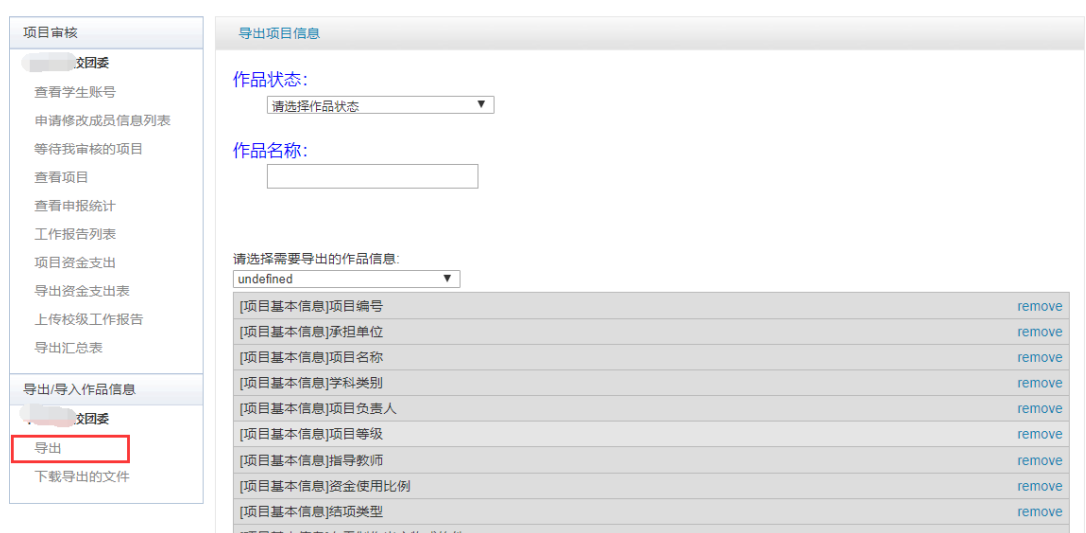 项目审核
校团委
查看学生账号
申请修改成员信息列表
等待我审核的项目
查看项目
查看申报统计
工作报告列表
项目资金支出
导出资金支出表
上传校级工作报告
导出汇总表
导出/导入作品信息
校团委
导出
下载导出的文件
导出项目信息
作品状态:
请选择作品状态
作品名称:
请选择需要导出的作品信息:
undefined
[项目基本信息]项目编号 remove
[项目基本信息]承担单位 remove
[项目基本信息]项目名称 remove
[项目基本信息]学科类别 remove
[项目基本信息]项目负责人 remove
[项目基本信息]项目等级 remove
[项目基本信息]指导教师 remove
[项目基本信息]资金使用比例 remove
[项目基本信息]结项类型 remove